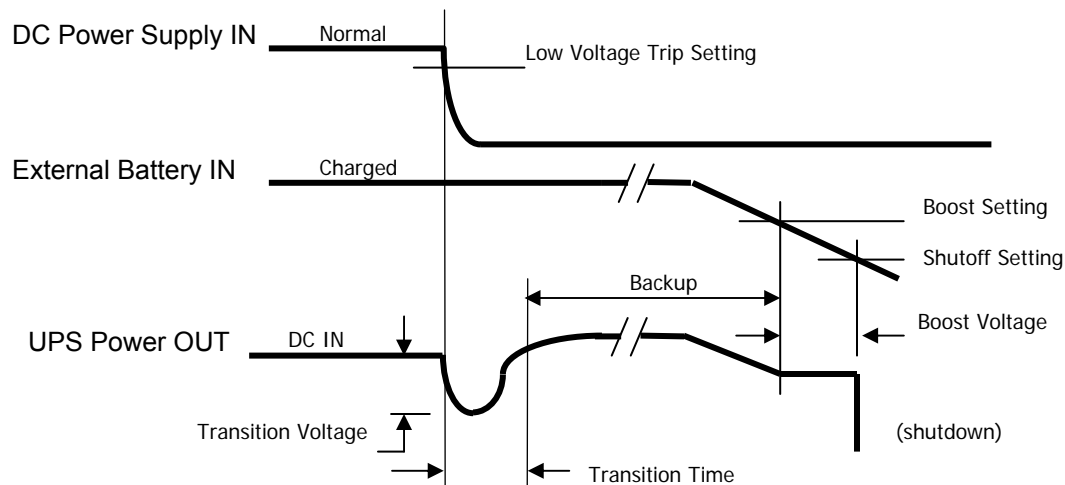 DC Power Supply IN
Normal
Low Voltage Trip Setting
External Battery IN
Charged
Boost Setting
Shutoff Setting
Backup
Boost Voltage
UPS Power OUT
DC IN
Transition Voltage
(shutdown)
Transition Time